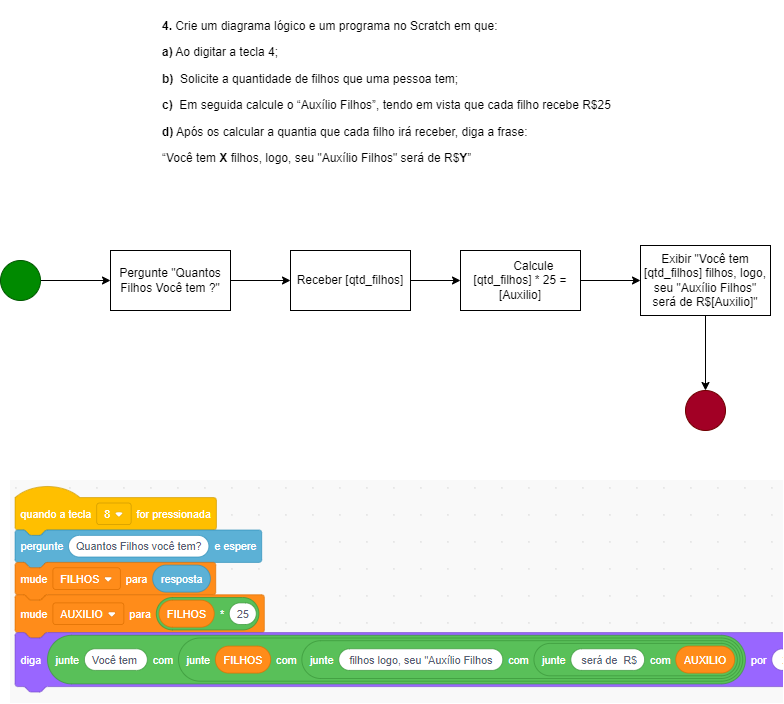 4. Crie um diagrama lógico e um programa no Scratch em que:
a) Ao digitar a tecla 4;
b) Solicite a quantidade de filhos que uma pessoa tem;
c) Em seguida calcule o “Auxílio Filhos”, tendo em vista que cada filho recebe R$25
d) Após os calcular a quantia que cada filho irá receber, diga a frase:
“Você tem X filhos, logo, seu "Auxílio Filhos" será de R$Y”
Pergunte "Quantos
Filhos Você tem ?"
Receber [qtd_filhos]
Calcule
[qtd_filhos] * 25 =
[Auxilio]
Exibir "Você tem
[qtd_filhos] filhos, logo,
seu "Auxílio Filhos"
será de R$[Auxilio]"
quando a tecla 8 for pressionada
pergunte Quantos Filhos você tem? e espere
mude FILHOS para resposta
mude AUXILIO para FILHOS * 25
diga junte Você tem com junte FILHOS com junte filhos logo, seu "Auxílio Filhos com junte será de R$ com AUXILIO por